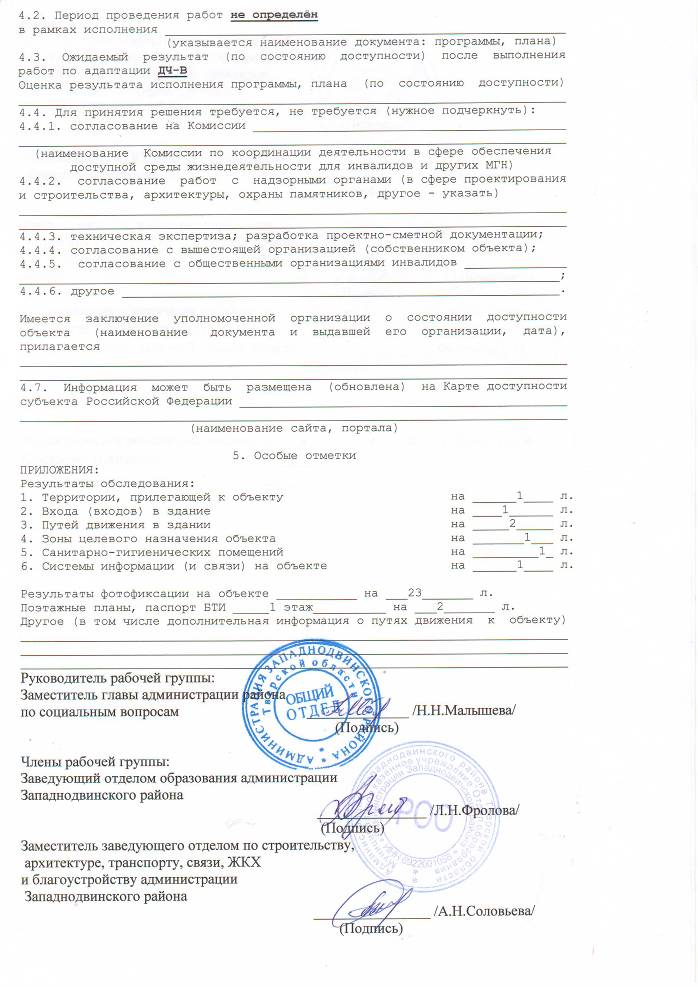 4.2. Период проведения работ не определён
в рамках исполнения
(указывается наименование документа: программы, плана)
4.3. Ожидаемый результат (по состоянию доступности) после выполнения
работ по адаптации ДЧ-В
Оценка результата исполнения программы, плана (по состоянию доступности)
4.4. Для принятия решения требуется, не требуется (нужное подчеркнуть):
4.4.1. согласование на Комиссии
(наименование Комиссии по координации деятельности в сфере обеспечения
доступной среды жизнедеятельности для инвалидов и других МГН)
4.4.2. согласование работ с надзорными органами (в сфере проектирования
и строительства, архитектуры, охраны памятников, другое - указать)
4.4.3. техническая экспертиза; разработка проектно-сметной документации;
4.4.4. согласование с вышестоящей организацией (собственником объекта);
4.4.5. согласование с общественными организациями инвалидов
;
4.4.6. другое .
Имеется заключение уполномоченной организации о состоянии доступности
объекта (наименование документа и выдавшей его организации, дата),
прилагается
4.7. Информация может быть размещена (обновлена) на Карте доступности
субъекта Российской Федерации
(наименование сайта, портала)
5. Особые отметки
ПРИЛОЖЕНИЯ:
Результаты обследования:
1. Территории, прилегающей к объекту на 1 л.
2. Входа (входов) в здание на 1 л.
3. Путей движения в здании на 2 л.
4. Зоны целевого назначения объекта на 1 л.
5. Санитарно-гигиенических помещений на 1 л.
6. Системы информации (и связи) на объекте на 1 л.
Результаты фотофиксации на объекте на 23 л.
Поэтажные планы, паспорт БТИ 1 этаж на 2 л.
Другое (в том числе дополнительная информация о путях движения к объекту)
Руководитель рабочей группы:
Заместитель главы администрации района
по социальным вопросам /Н.Н.Малышева/
(Подпись)
АДМИНИСТРАЦИЯ ЗАПАДНОДВИНСКОГО РАЙОНА
Тверской области
ОБЩИЙ
ОТДЕЛ
Члены рабочей группы:
Заведующий отделом образования администрации
Западнодвинского района /Л.Н.Фролова/
(Подпись)
РОО
Заместитель заведующего отделом по строительству,
архитектуре, транспорту, связи, ЖКХ
и благоустройству администрации
Западнодвинского района /А.Н.Соловьева/
(Подпись)